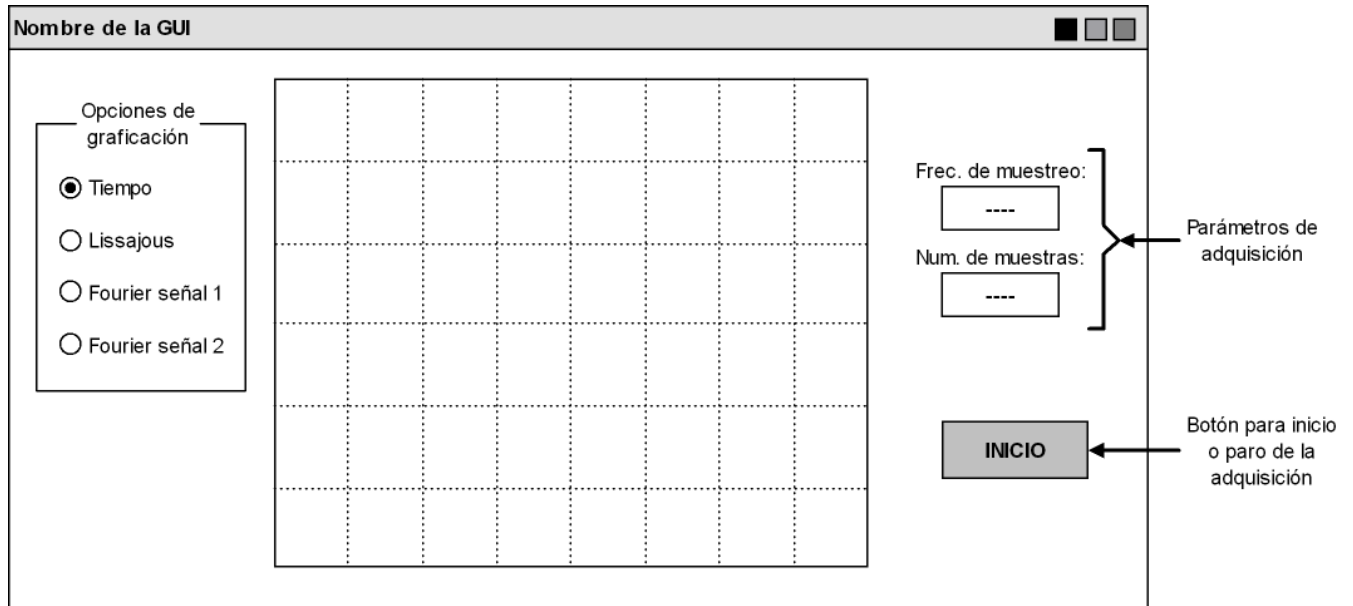 Nombre de la GUI
Opciones de
graficación
Tiempo
Lissajous
Fourier señal 1
Fourier señal 2
Frec. de muestreo:
----
Num. de muestras:
----
Parámetros de
adquisición
INICIO
Botón para inicio
o paro de la
adquisición